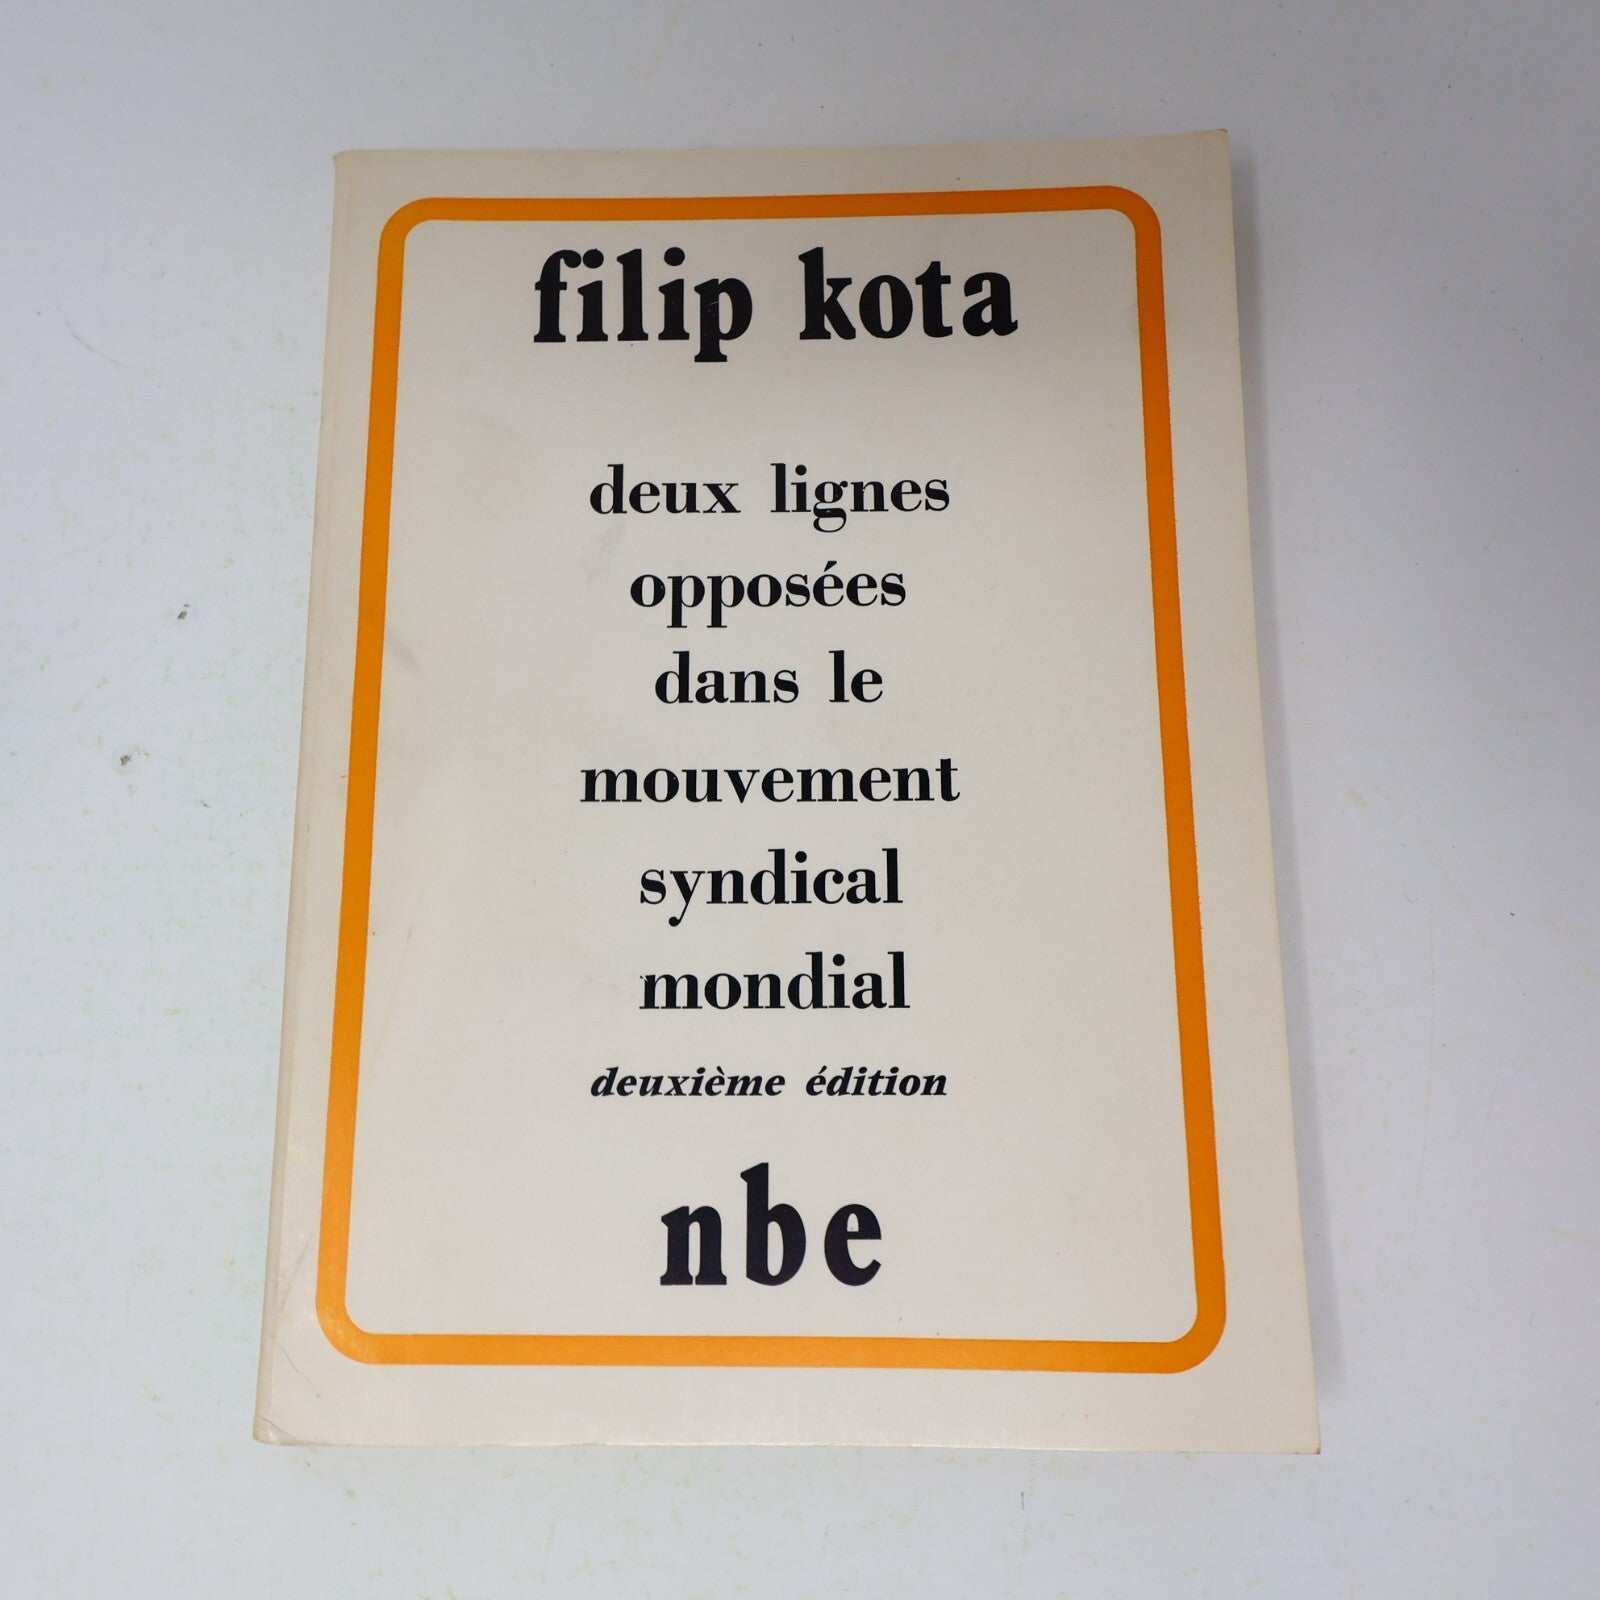 filip kota
deux lignes
opposées
dans le
mouvement
syndical
mondial
deuxième édition
nbe